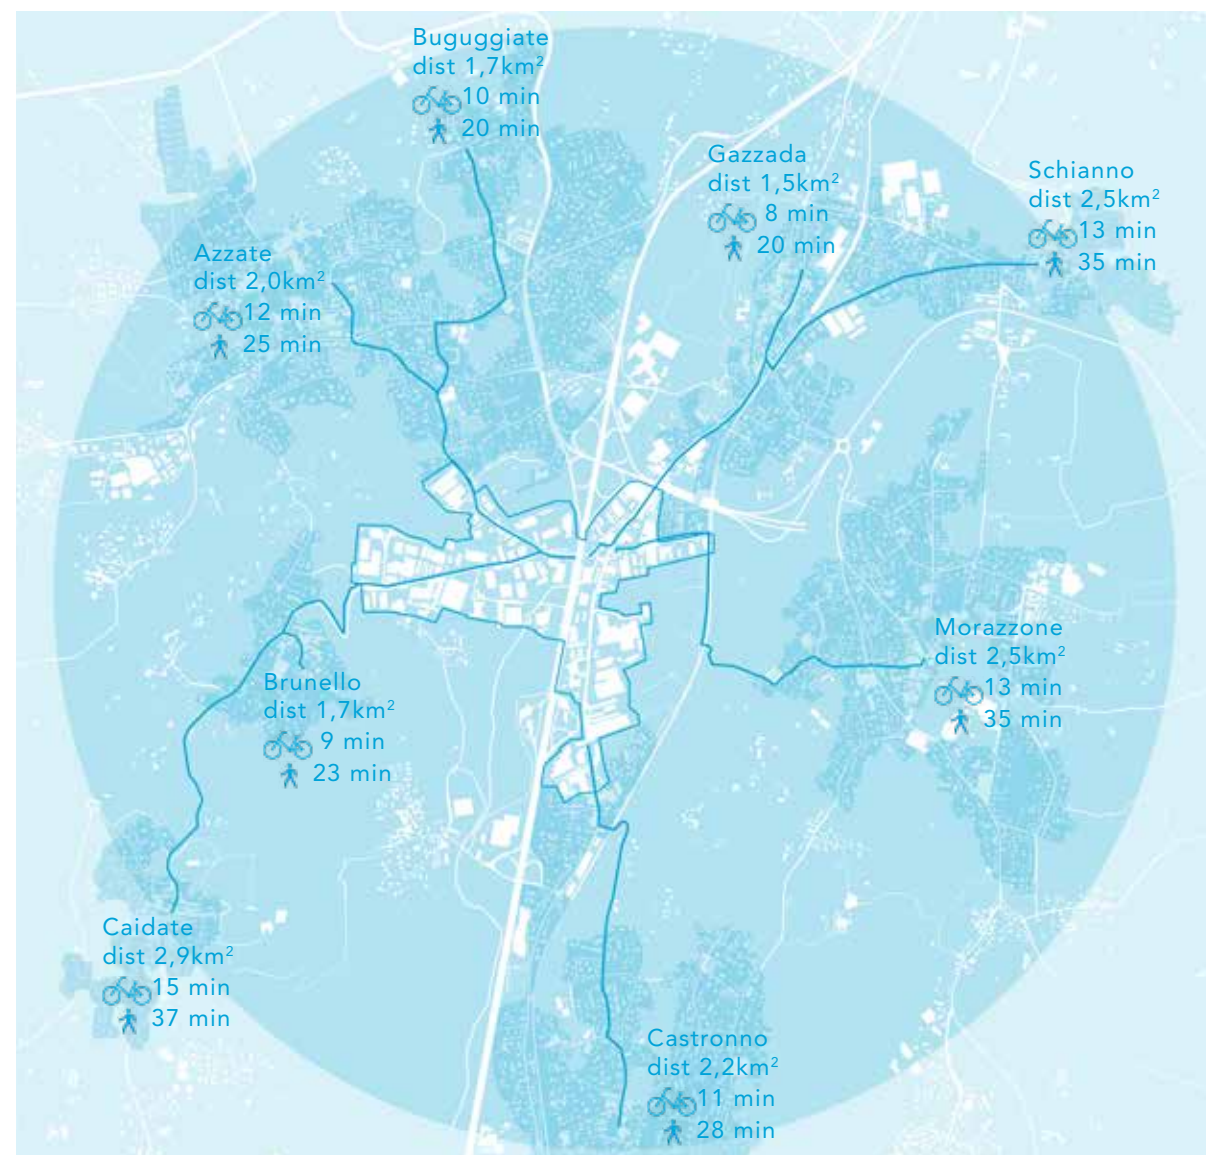 Buguggiate
dist 1,7km²
10 min
20 min
Gazzada
dist 1,5km²
8 min
20 min
Schianno
dist 2,5km²
13 min
35 min
Azzate
dist 2,0km²
12 min
25 min
Morazzone
dist 2,5km²
13 min
35 min
Brunello
dist 1,7km²
9 min
23 min
Caidate
dist 2,9km²
15 min
37 min
Castronno
dist 2,2km²
11 min
28 min